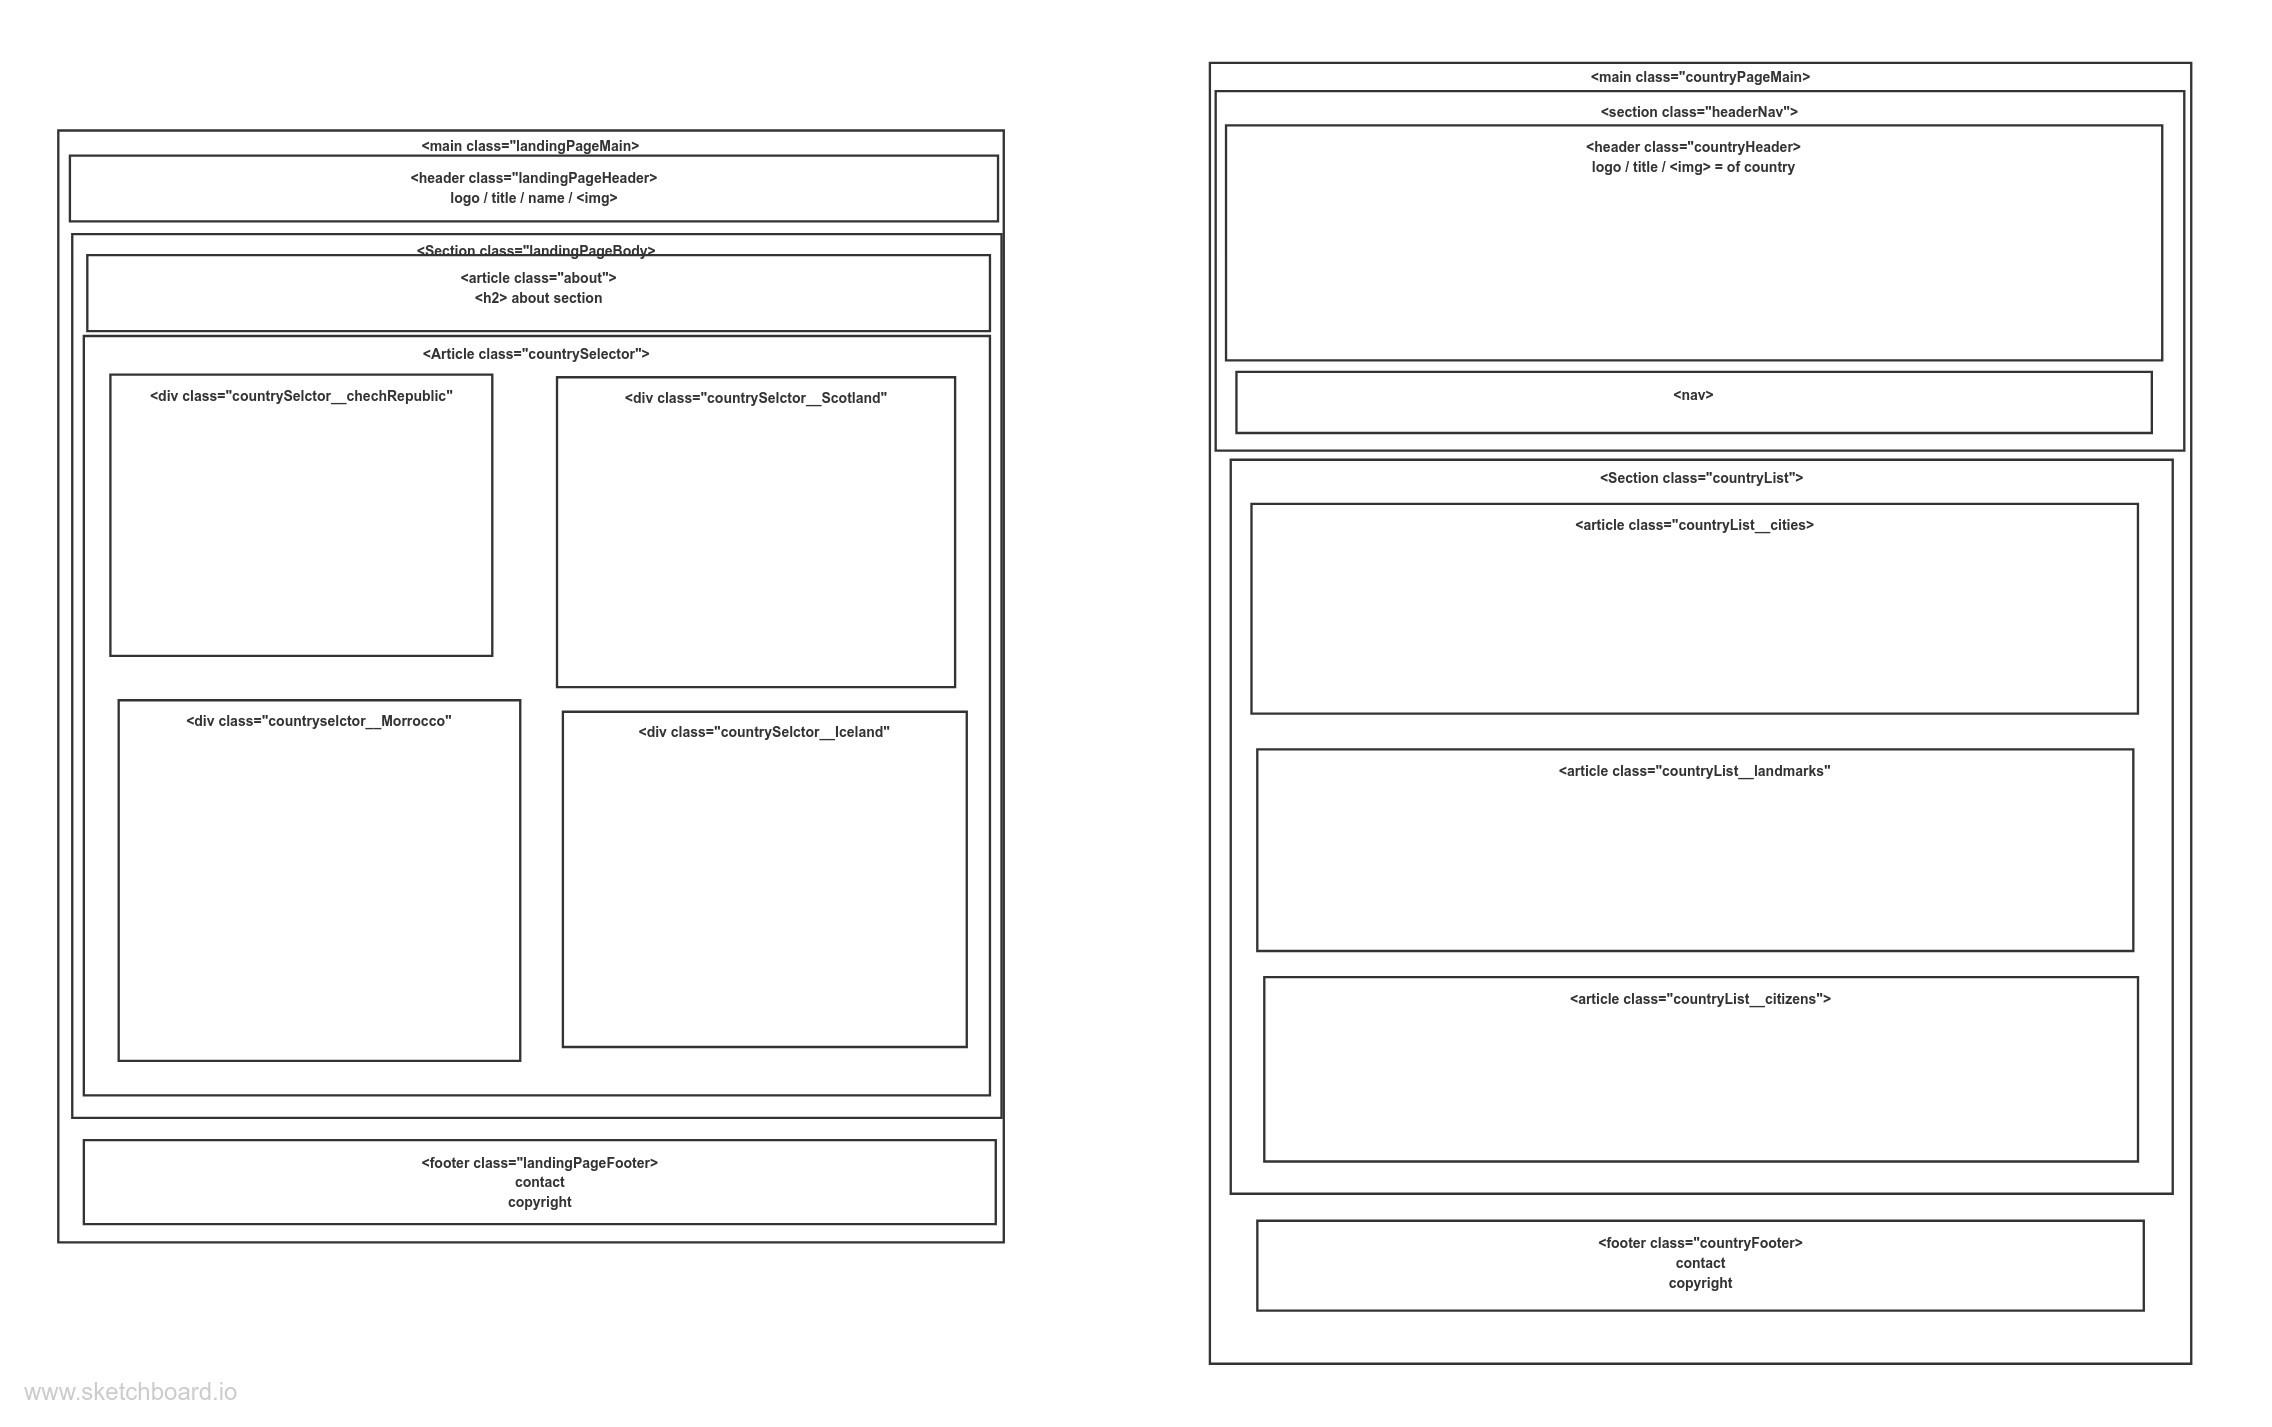 <main class="landingPageMain>
<header class="landingPageHeader>
logo / title / name / <img>
<Section class="landingPageBody>
<article class="about">
<h2> about section
<Article class="countrySelector">
<div class="countrySelctor__chechRepublic"
<div class="countrySelctor__Scotland"
<div class="countryselctor__Morrocco"
<div class="countrySelctor__Iceland"
<footer class="landingPageFooter>
contact
copyright
<main class="countryPageMain>
<section class="headerNav">
<header class="countryHeader>
logo / title / <img> = of country
<nav>
<Section class="countryList">
<article class="countryList__cities>
<article class="countryList__landmarks"
<article class="countryList__citizens">
<footer class="countryFooter>
contact
copyright
www.sketchboard.io